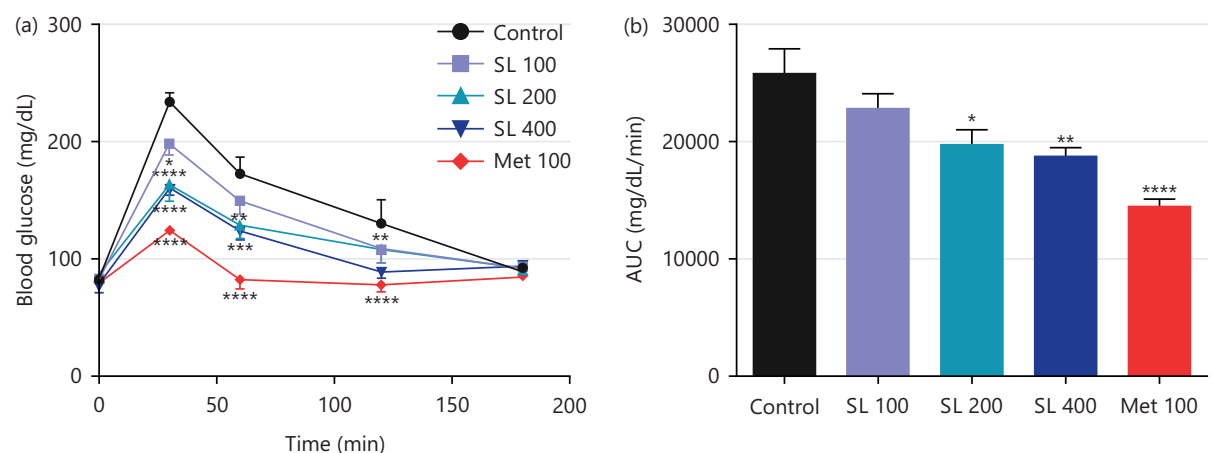 (a)
Blood glucose (mg/dL)
300
200
100
0
0
50
100
150
200
Time (min)
Control
SL 100
SL 200
SL 400
Met 100
*
****
****
****
**
***
****
**
****
(b)
AUC (mg/dL/min)
30000
20000
10000
0
*
**
****
Control
SL 100
SL 200
SL 400
Met 100